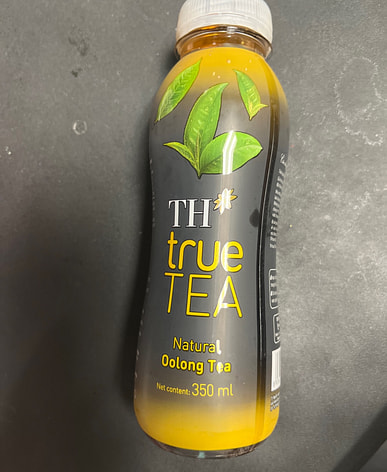 TH
true
TEA
Natural
Oolong Tea
Net content: 350 ml